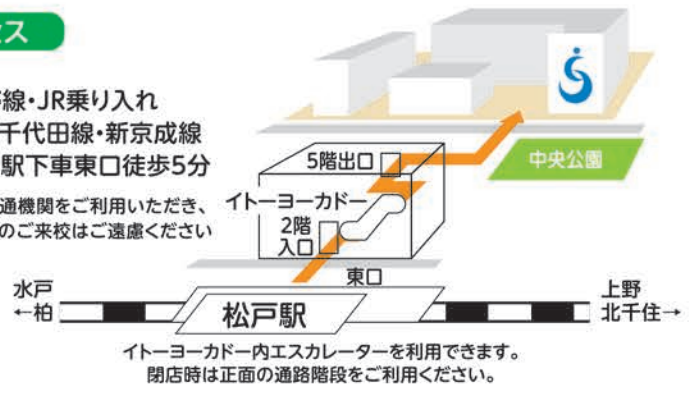 ス
線・JR乗り入れ
千代田線・新京成線
駅下車東口徒歩5分
通機関をご利用いただき、
のご来校はご遠慮ください
5階出口
中央公園
イトーヨーカドー
2階
入口
東口
水戸
←柏
松戸駅
上野
北千住→
イトーヨーカドー内エスカレーターを利用できます。
閉店時は正面の通路階段をご利用ください。